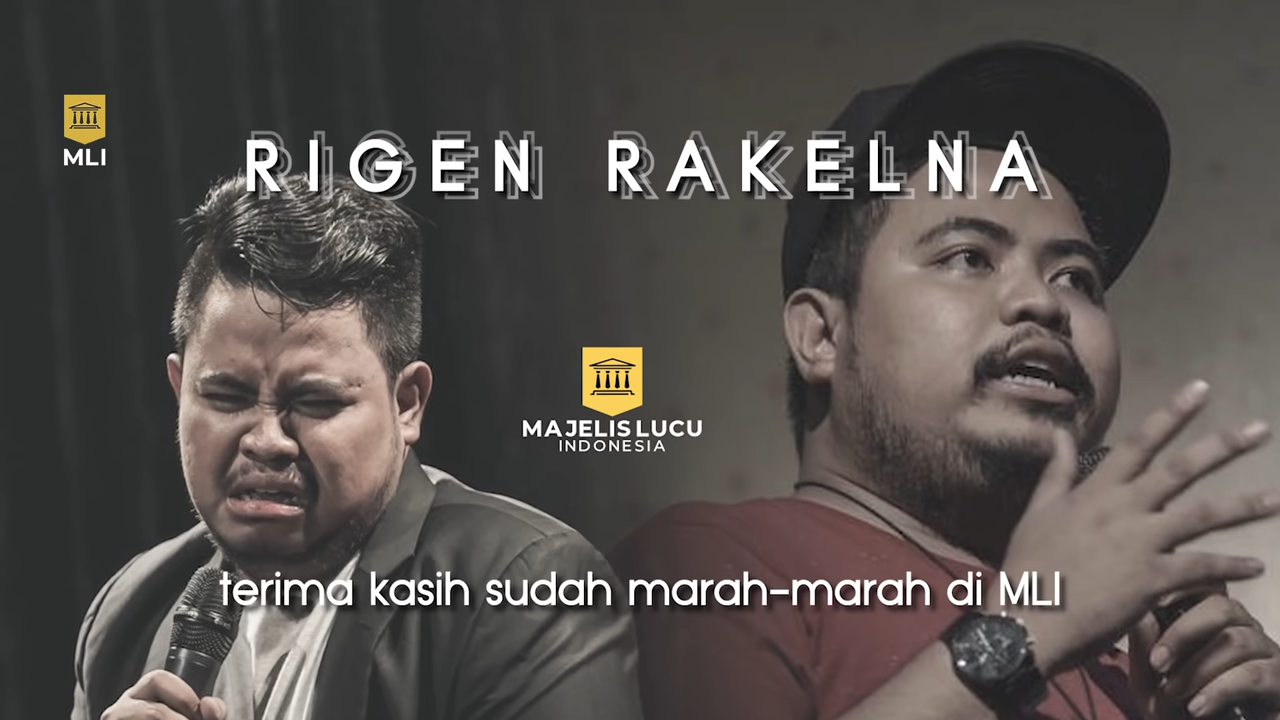 MLI
RIGEN RAKELNA
MAJELIS LUCU
INDONESIA
terima kasih sudah marah-marah di MLI